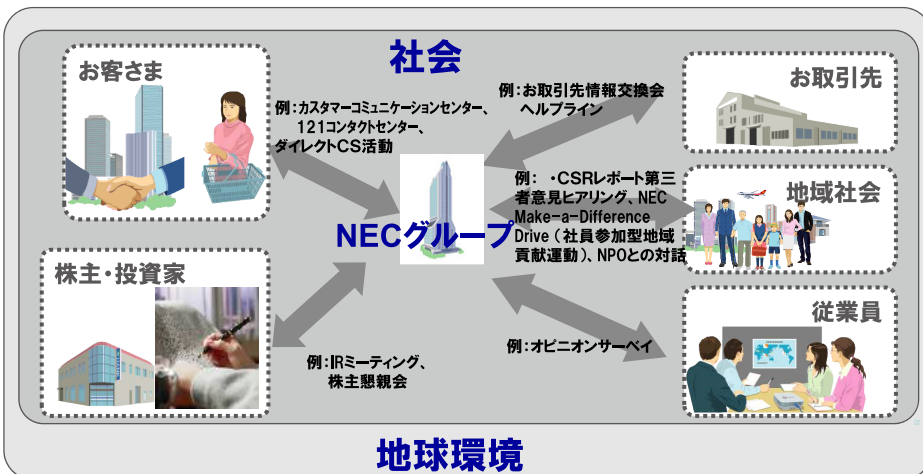 社会
お客さま
例:カスタマーコミュニケーションセンター、
121コンタクトセンター、
ダイレクトCS活動
例:お取引先情報交換会
ヘルプライン
お取引先
例: ・CSRレポート第三
者意見ヒアリング、NEC
Make-a-Difference
Drive(社員参加型地域
貢献運動)、NPOとの対話
地域社会
NECグループ
株主・投資家
例:IRミーティング、
株主懇親会
例:オピニオンサーベイ
従業員
地球環境